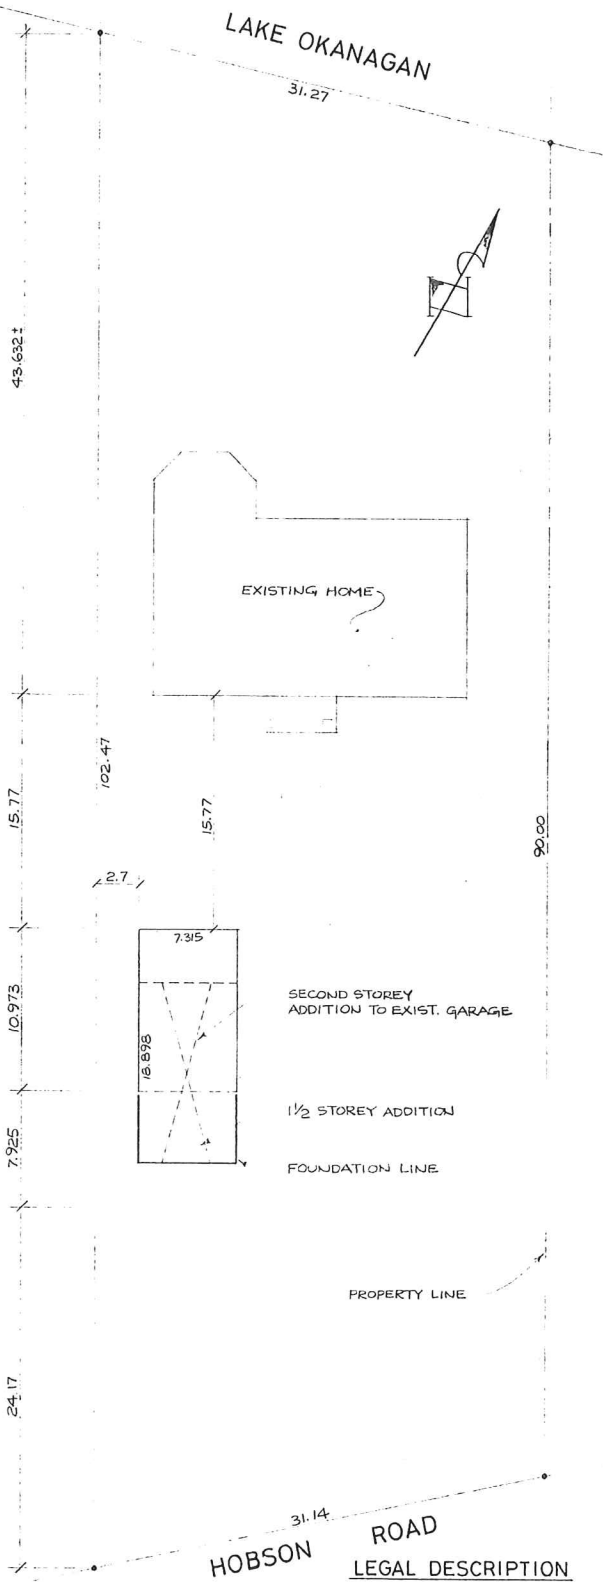 LAKE OKANAGAN
31.27
N
43.632±
EXISTING HOME
102.47
15.77
15.77
90.00
2.7
7.315
SECOND STOREY
ADDITION TO EXIST. GARAGE
10.973
18.898
1½ STOREY ADDITION
7.925
FOUNDATION LINE
PROPERTY LINE
24.17
31.14
HOBSON ROAD
LEGAL DESCRIPTION